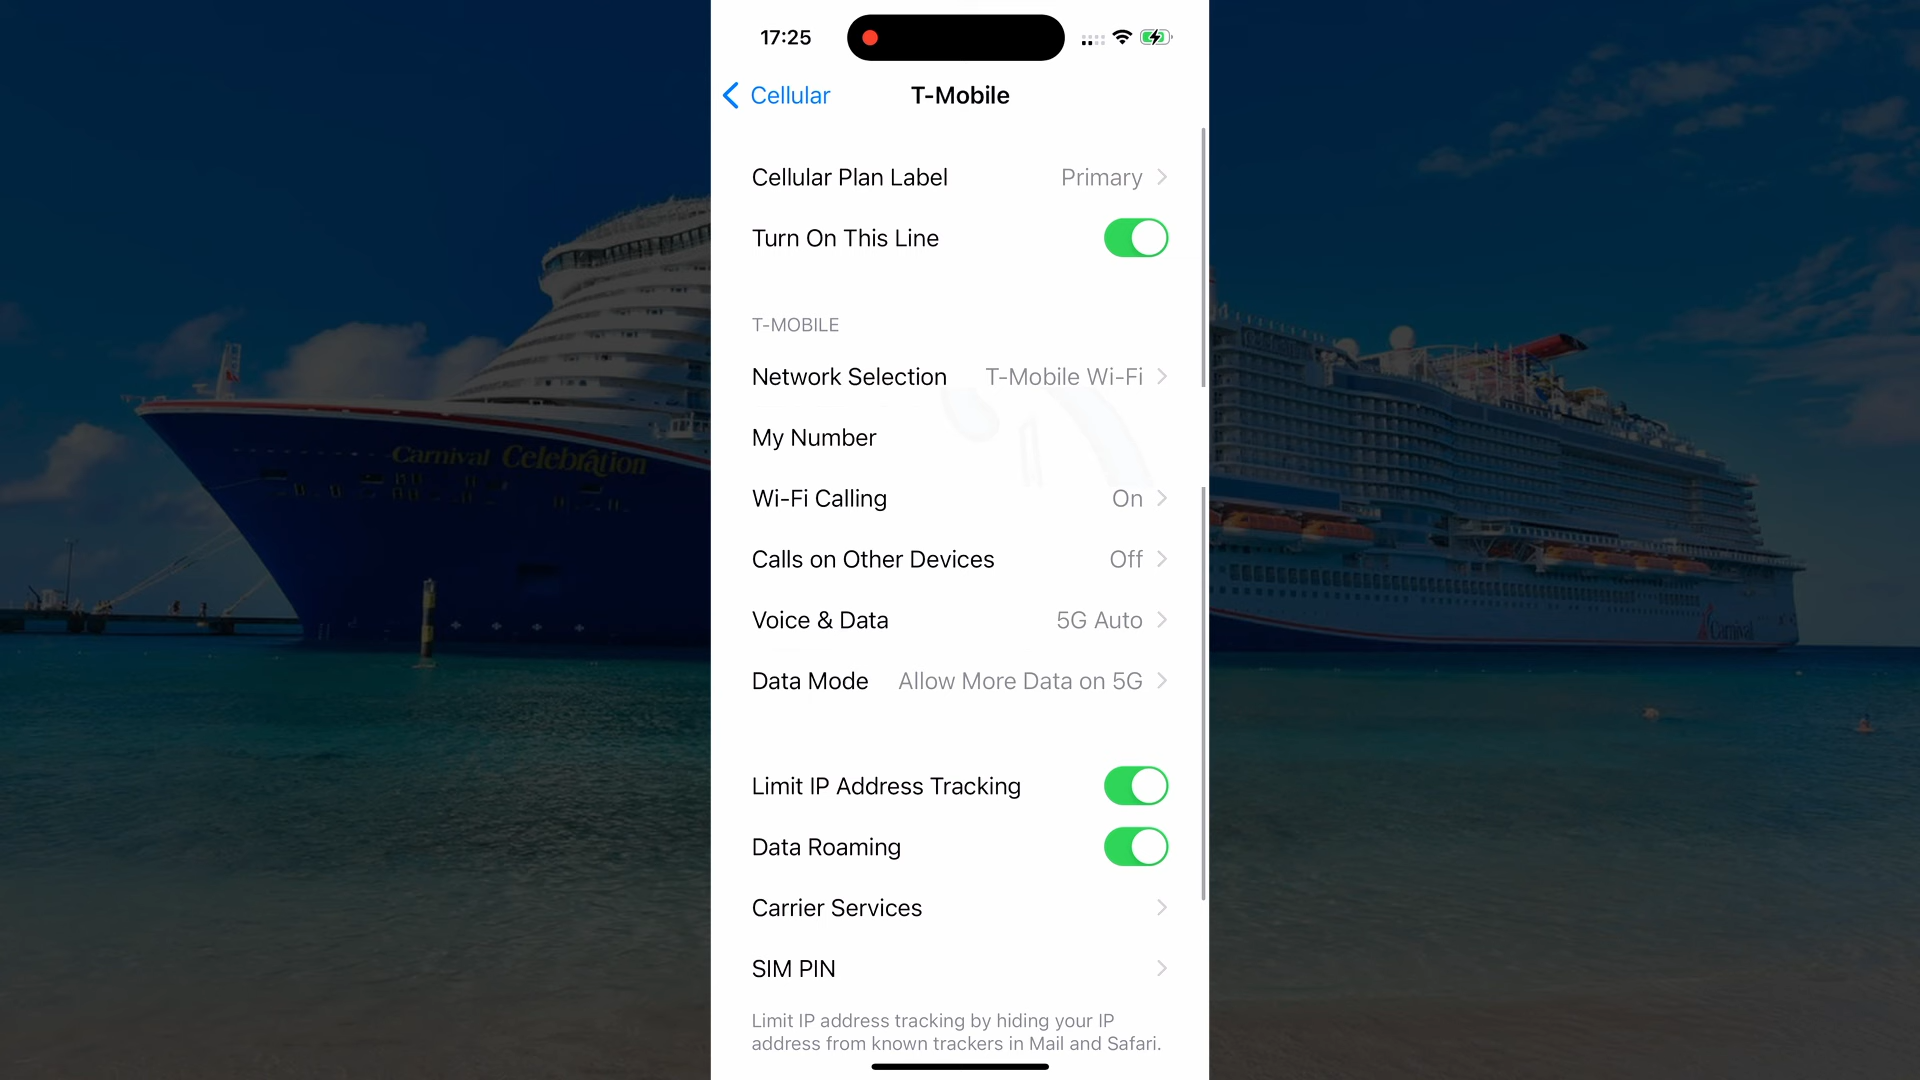 17:25
Cellular
T-Mobile
Cellular Plan Label
Primary
Turn On This Line
T-MOBILE
Network Selection
T-Mobile Wi-Fi
My Number
Wi-Fi Calling
On
Calls on Other Devices
Off
Voice & Data
5G Auto
Data Mode
Allow More Data on 5G
Limit IP Address Tracking
Data Roaming
Carrier Services
SIM PIN
Limit IP address tracking by hiding your IP
address from known trackers in Mail and Safari.
Carnival Celebration
Carnival